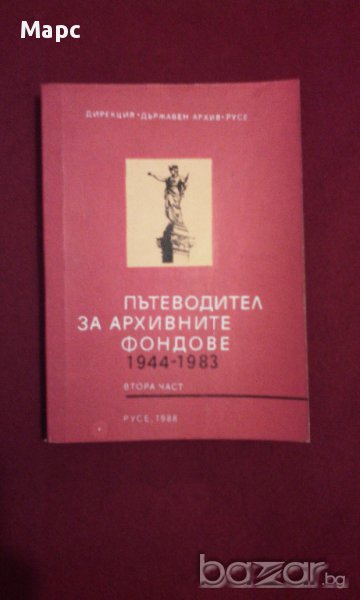 Марс
ДИРЕКЦИЯ • ДЪРЖАВЕН АРХИВ • РУСЕ
ПЪТЕВОДИТЕЛ
ЗА АРХИВНИТЕ
ФОНДОВЕ
1944-1983
ВТОРА ЧАСТ
РУСЕ, 1988
bazar.bg